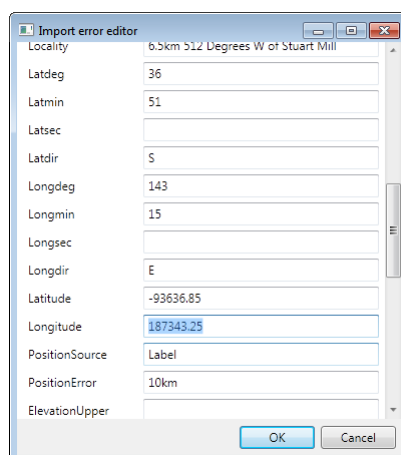 Import error editor
Locality 6.5km 512 Degrees W of Stuart Mill
Latdeg 36
Latmin 51
Latsec
Latdir S
Longdeg 143
Longmin 15
Longsec
Longdir E
Latitude -93636.85
Longitude 187343.25
PositionSource Label
PositionError 10km
ElevationUpper
OK Cancel